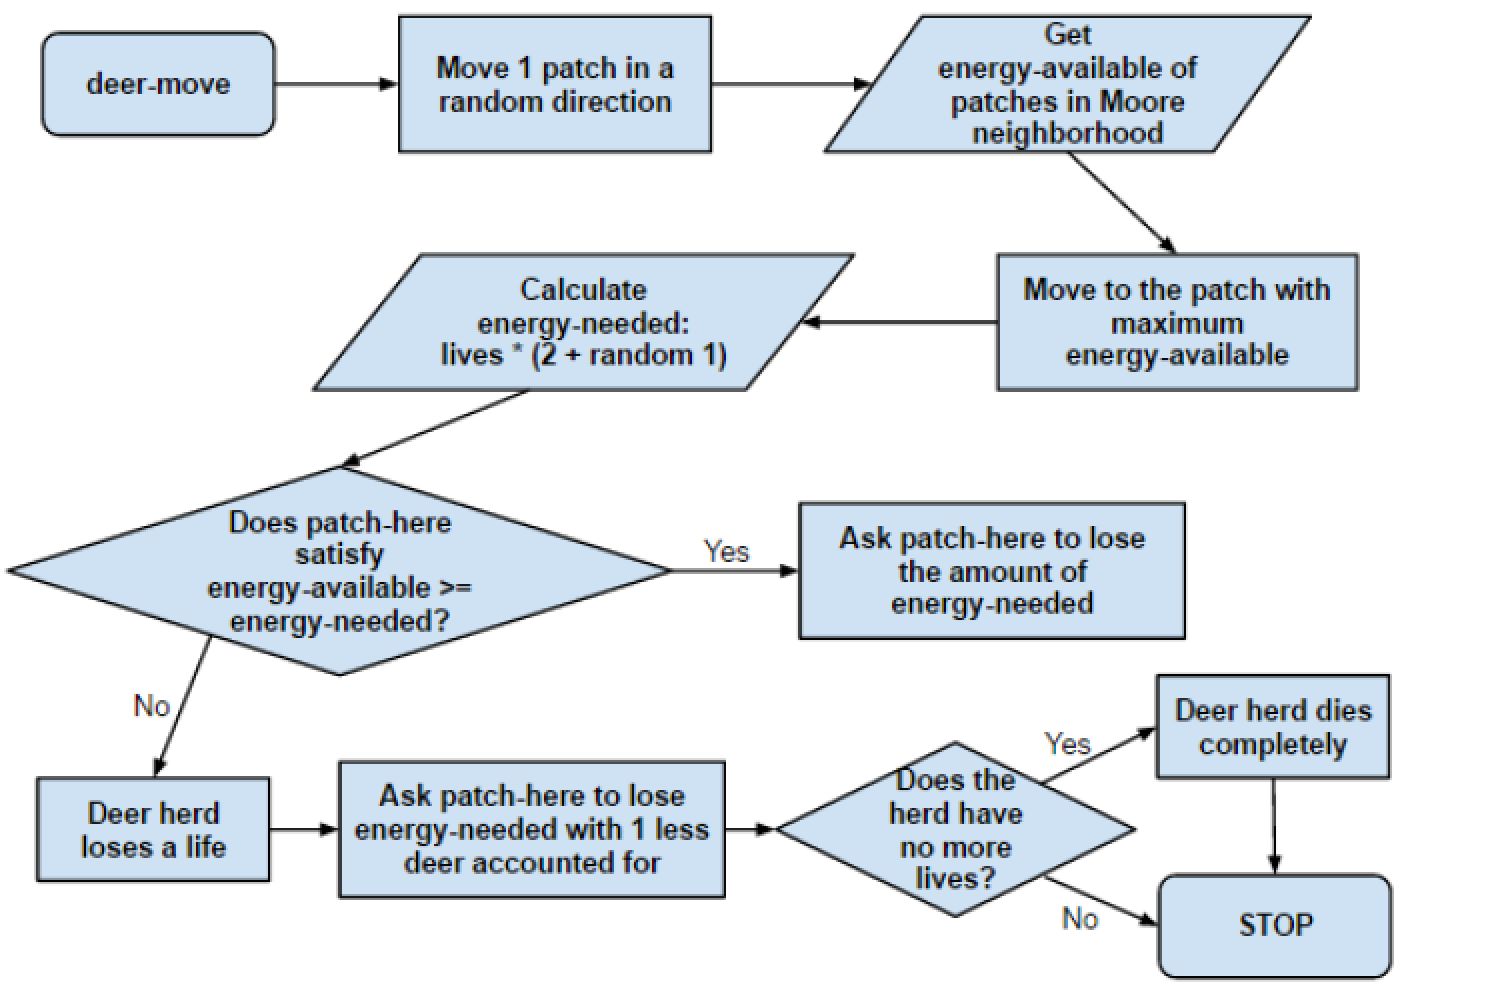 deer-move
Move 1 patch in a
random direction
Get
energy-available of
patches in Moore
neighborhood
Move to the patch with
maximum
energy-available
Calculate
energy-needed:
lives * (2 + random 1)
Does patch-here
satisfy
energy-available >=
energy-needed?
Yes
Ask patch-here to lose
the amount of
energy-needed
No
Deer herd
loses a life
Ask patch-here to lose
energy-needed with 1 less
deer accounted for
Does the
herd have
no more
lives?
Yes
Deer herd dies
completely
No
STOP